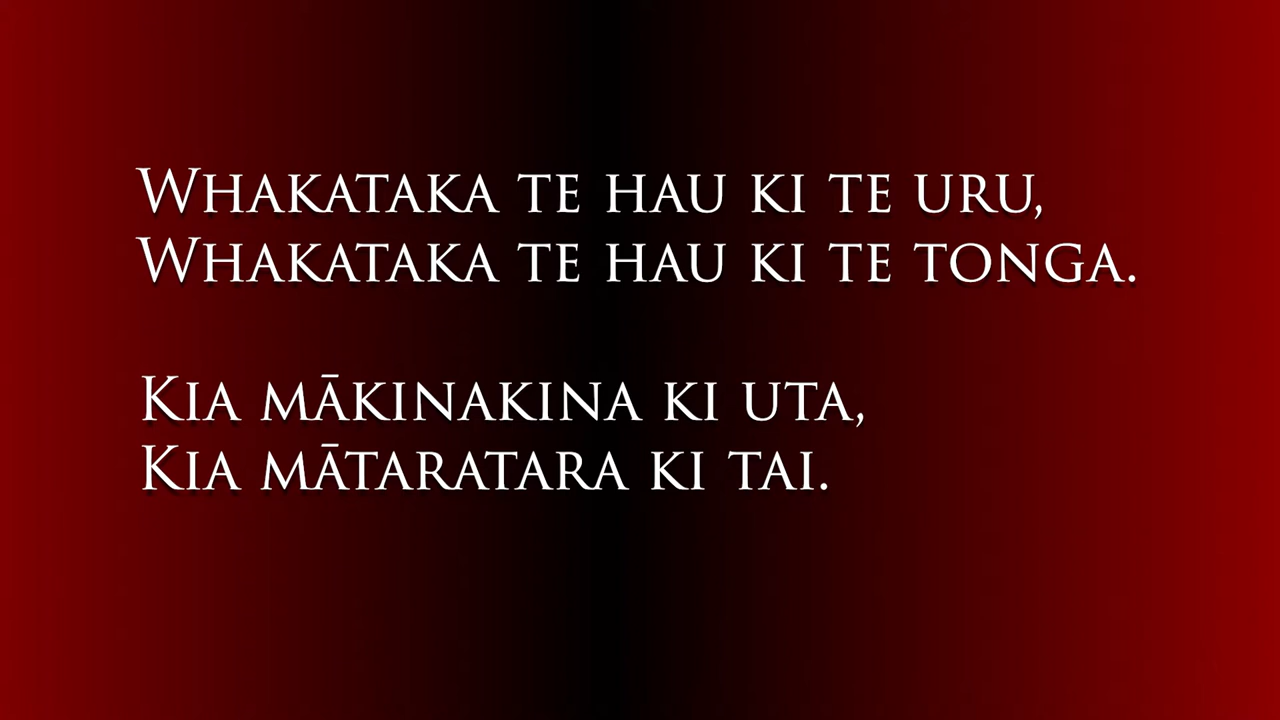 Whakataka te hau ki te uru,
Whakataka te hau ki te tonga.
Kia mākinakina ki uta,
Kia mātaratara ki tai.